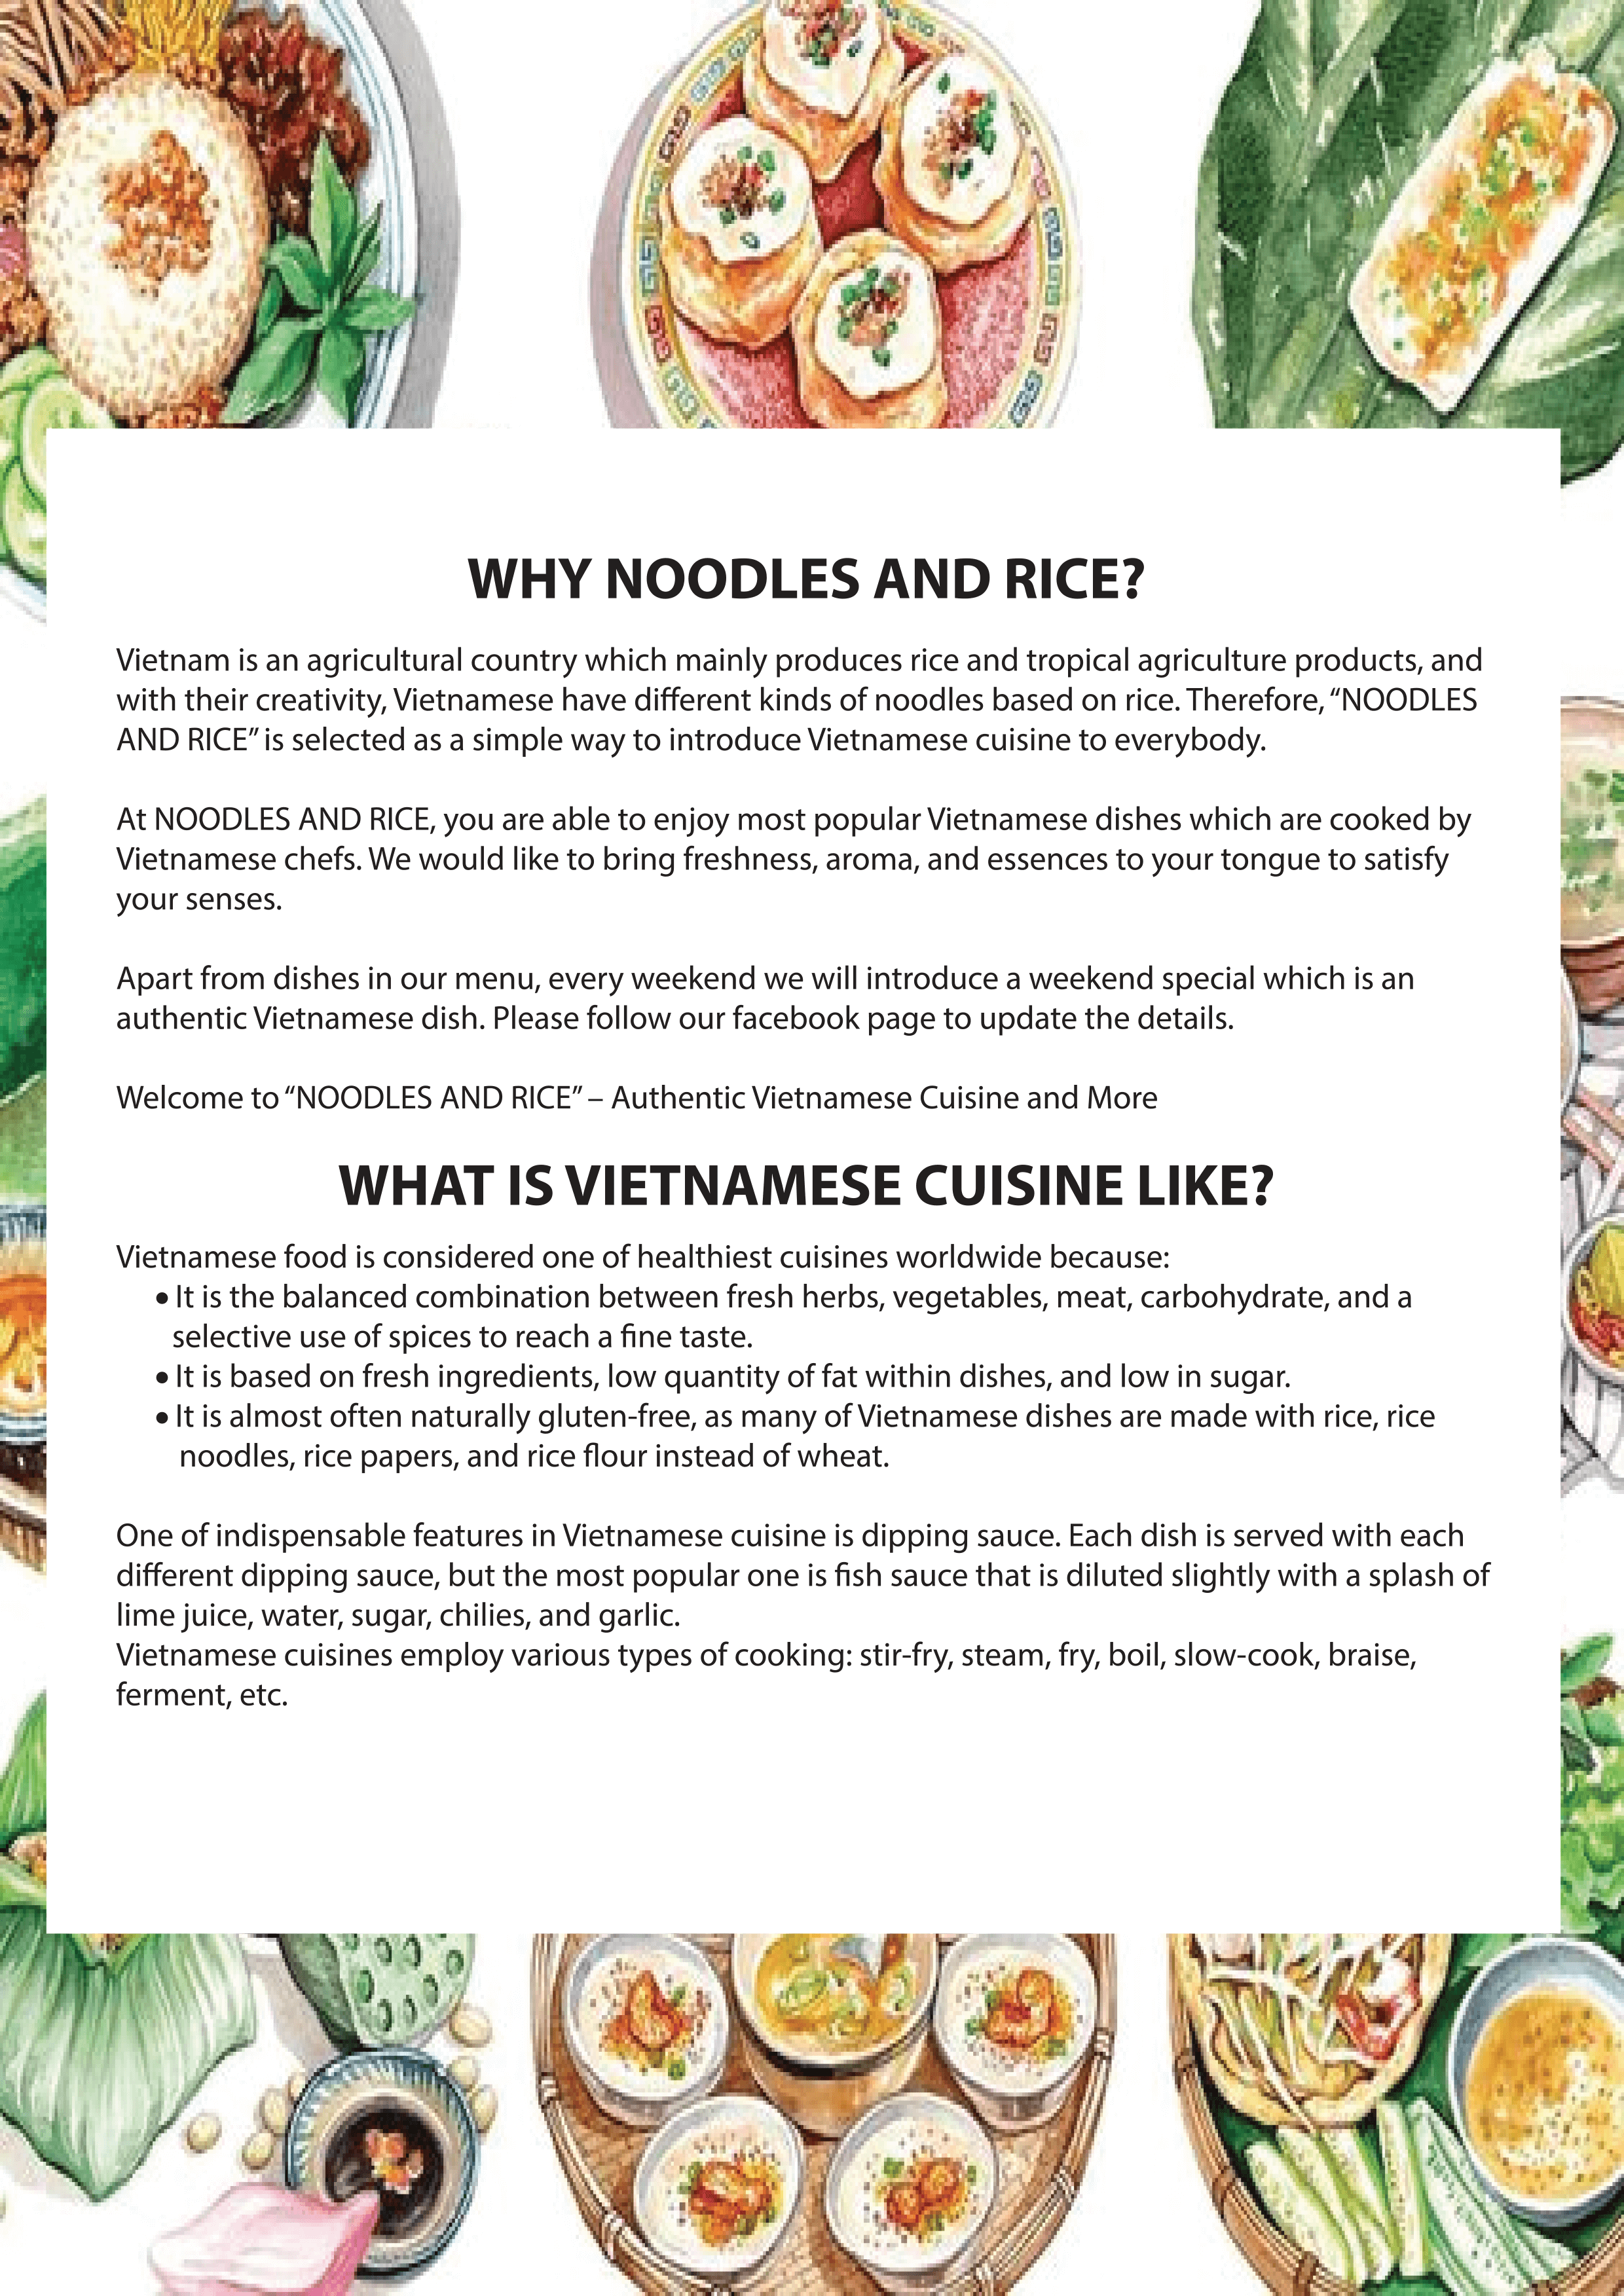 WHY NOODLES AND RICE?
Vietnam is an agricultural country which mainly produces rice and tropical agriculture products, and
with their creativity, Vietnamese have different kinds of noodles based on rice. Therefore, “NOODLES
AND RICE” is selected as a simple way to introduce Vietnamese cuisine to everybody.
At NOODLES AND RICE, you are able to enjoy most popular Vietnamese dishes which are cooked by
Vietnamese chefs. We would like to bring freshness, aroma, and essences to your tongue to satisfy
your senses.
Apart from dishes in our menu, every weekend we will introduce a weekend special which is an
authentic Vietnamese dish. Please follow our facebook page to update the details.
Welcome to “NOODLES AND RICE” – Authentic Vietnamese Cuisine and More
WHAT IS VIETNAMESE CUISINE LIKE?
Vietnamese food is considered one of healthiest cuisines worldwide because:
• It is the balanced combination between fresh herbs, vegetables, meat, carbohydrate, and a
selective use of spices to reach a fine taste.
• It is based on fresh ingredients, low quantity of fat within dishes, and low in sugar.
• It is almost often naturally gluten-free, as many of Vietnamese dishes are made with rice, rice
noodles, rice papers, and rice flour instead of wheat.
One of indispensable features in Vietnamese cuisine is dipping sauce. Each dish is served with each
different dipping sauce, but the most popular one is fish sauce that is diluted slightly with a splash of
lime juice, water, sugar, chilies, and garlic.
Vietnamese cuisines employ various types of cooking: stir-fry, steam, fry, boil, slow-cook, braise,
ferment, etc.